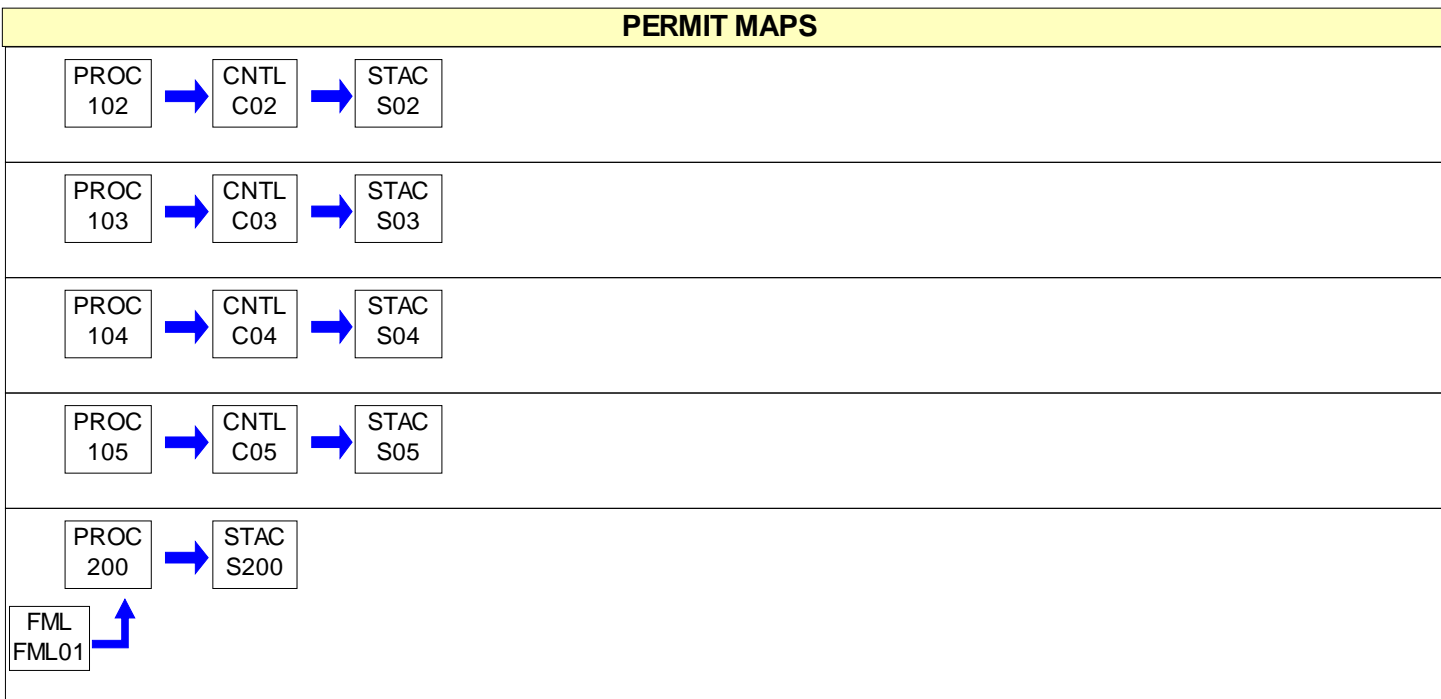 PERMIT MAPS
PROC CNTL STAC
102 C02 S02
PROC CNTL STAC
103 C03 S03
PROC CNTL STAC
104 C04 S04
PROC CNTL STAC
105 C05 S05
PROC STAC
200 S200
FML
FML01